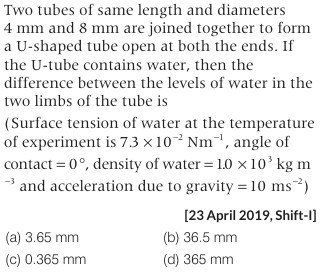 Two tubes of same length and diameters
4 mm and 8 mm are joined together to form
a U-shaped tube open at both the ends. If
the U-tube contains water, then the
difference between the levels of water in the
two limbs of the tube is
(Surface tension of water at the temperature
of experiment is 7.3 × 10⁻² Nm⁻¹, angle of
contact = 0°, density of water = 1.0 × 10³ kg m
⁻³ and acceleration due to gravity = 10 ms⁻²)
[23 April 2019, Shift-I]
(a) 3.65 mm (b) 36.5 mm
(c) 0.365 mm (d) 365 mm